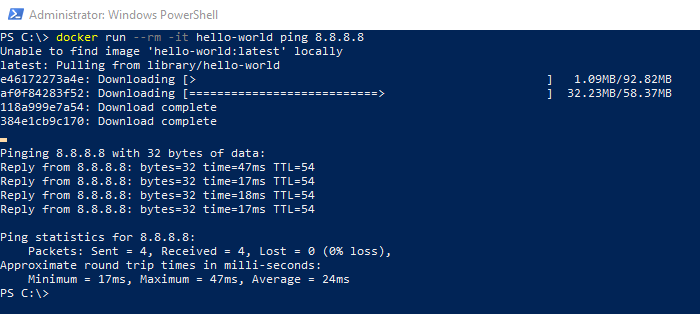 Administrator: Windows PowerShell
PS C:\> docker run --rm -it hello-world ping 8.8.8.8
Unable to find image 'hello-world:latest' locally
latest: Pulling from library/hello-world
e46172273a4e: Downloading [>                                                  ]   1.09MB/92.82MB
af0f84283f52: Downloading [===========================>                       ]  32.23MB/58.37MB
118a999e7a54: Download complete
384e1cb9c170: Download complete
Pinging 8.8.8.8 with 32 bytes of data:
Reply from 8.8.8.8: bytes=32 time=47ms TTL=54
Reply from 8.8.8.8: bytes=32 time=17ms TTL=54
Reply from 8.8.8.8: bytes=32 time=18ms TTL=54
Reply from 8.8.8.8: bytes=32 time=17ms TTL=54
Ping statistics for 8.8.8.8:
    Packets: Sent = 4, Received = 4, Lost = 0 (0% loss),
Approximate round trip times in milli-seconds:
    Minimum = 17ms, Maximum = 47ms, Average = 24ms
PS C:\>